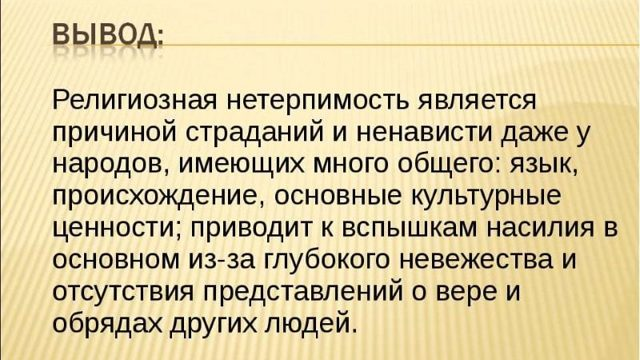 ВЫВОД:
Религиозная нетерпимость является
причиной страданий и ненависти даже у
народов, имеющих много общего: язык,
происхождение, основные культурные
ценности; приводит к вспышкам насилия в
основном из-за глубокого невежества и
отсутствия представлений о вере и
обрядах других людей.